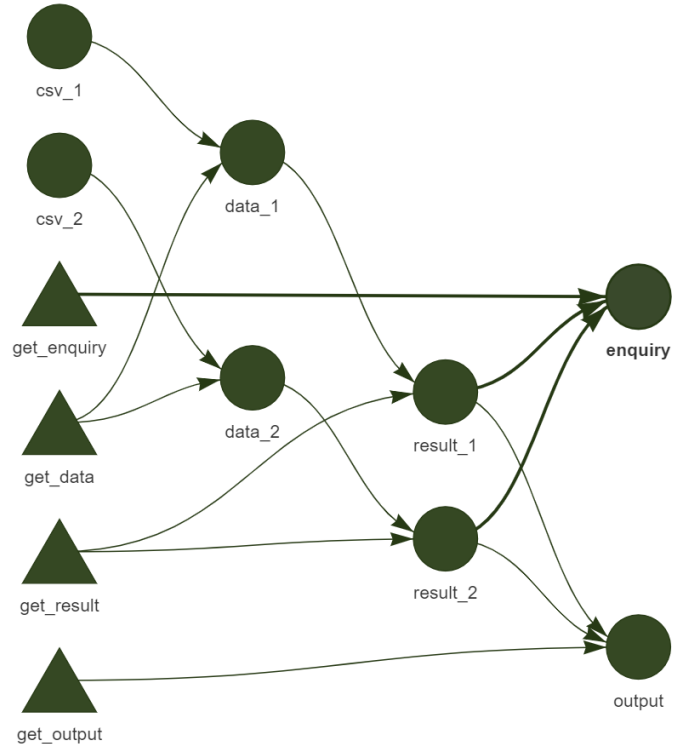 csv_1
data_1
csv_2
get_enquiry
enquiry
data_2
result_1
get_data
result_2
get_result
output
get_output